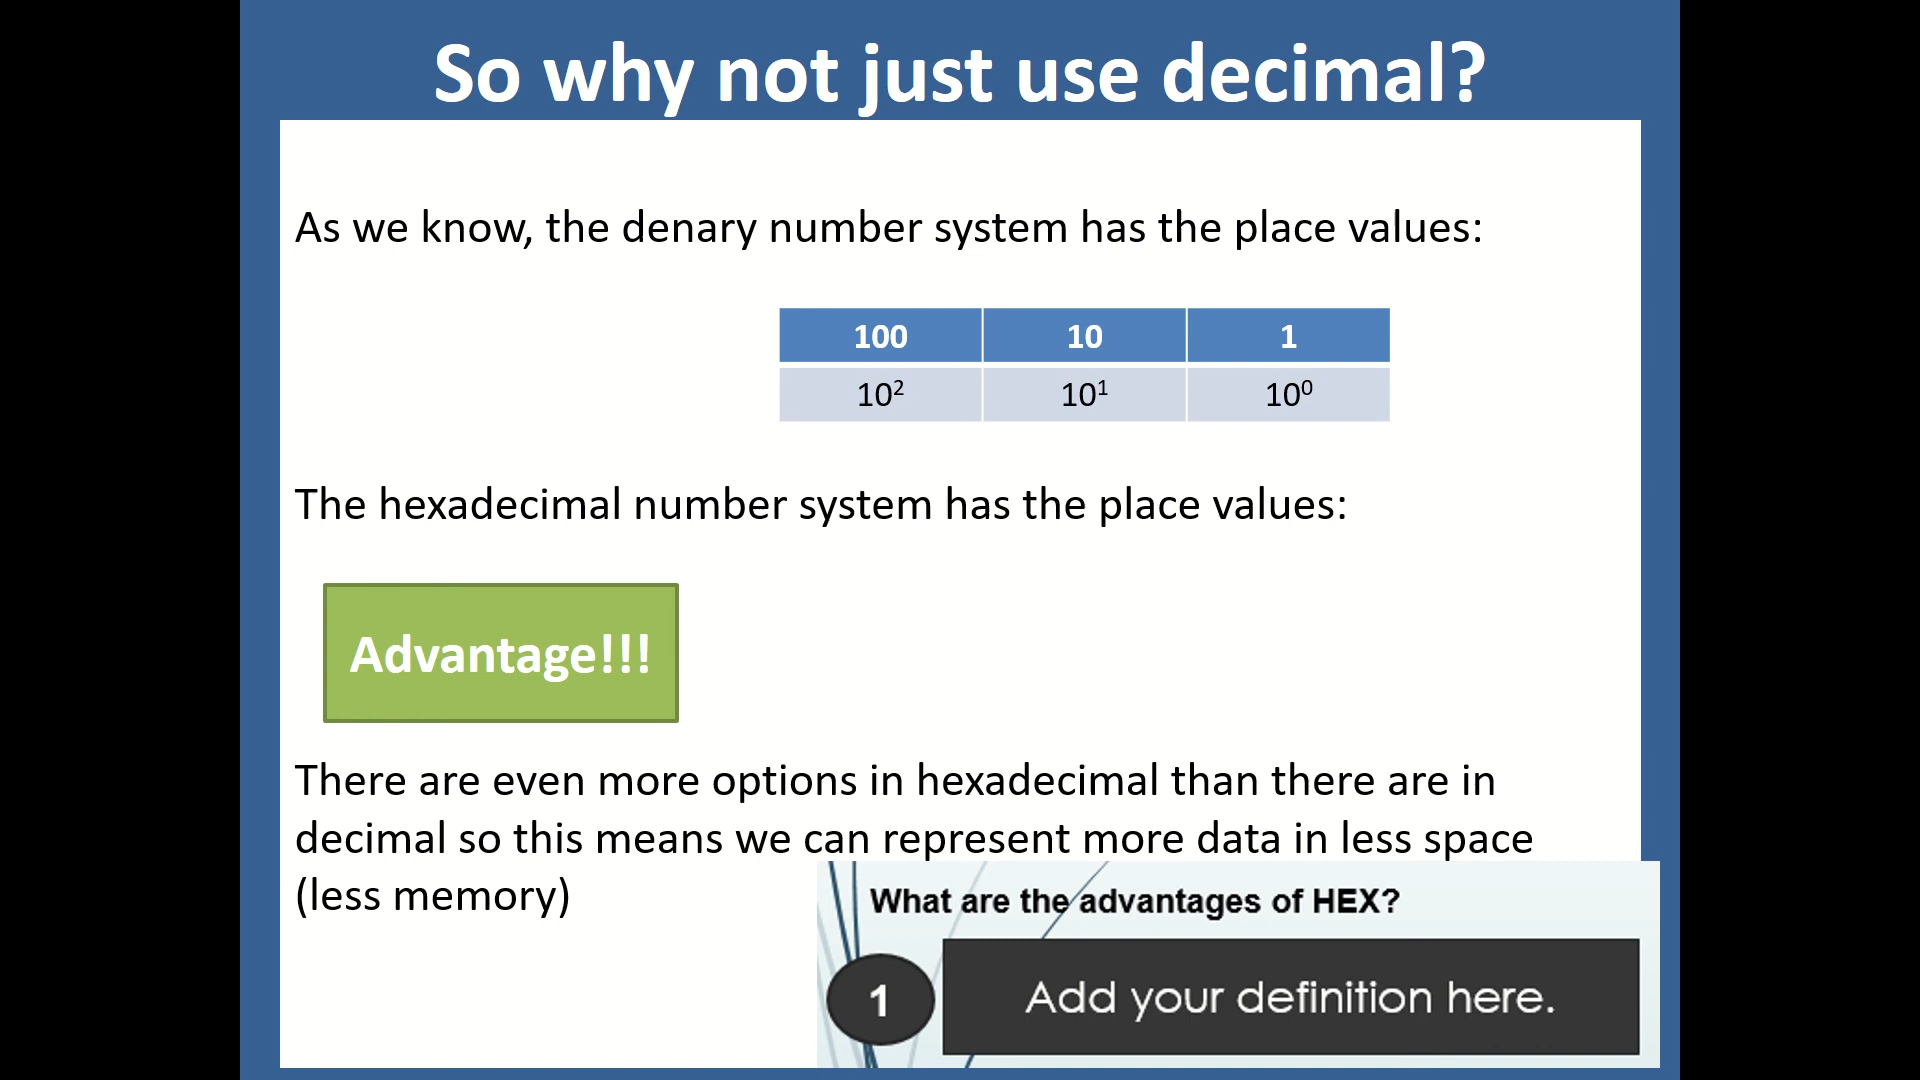 So why not just use decimal?
As we know, the denary number system has the place values:
100 10 1
10² 10¹ 10⁰
The hexadecimal number system has the place values:
Advantage!!!
There are even more options in hexadecimal than there are in
decimal so this means we can represent more data in less space
(less memory)
What are the advantages of HEX?
1 Add your definition here.